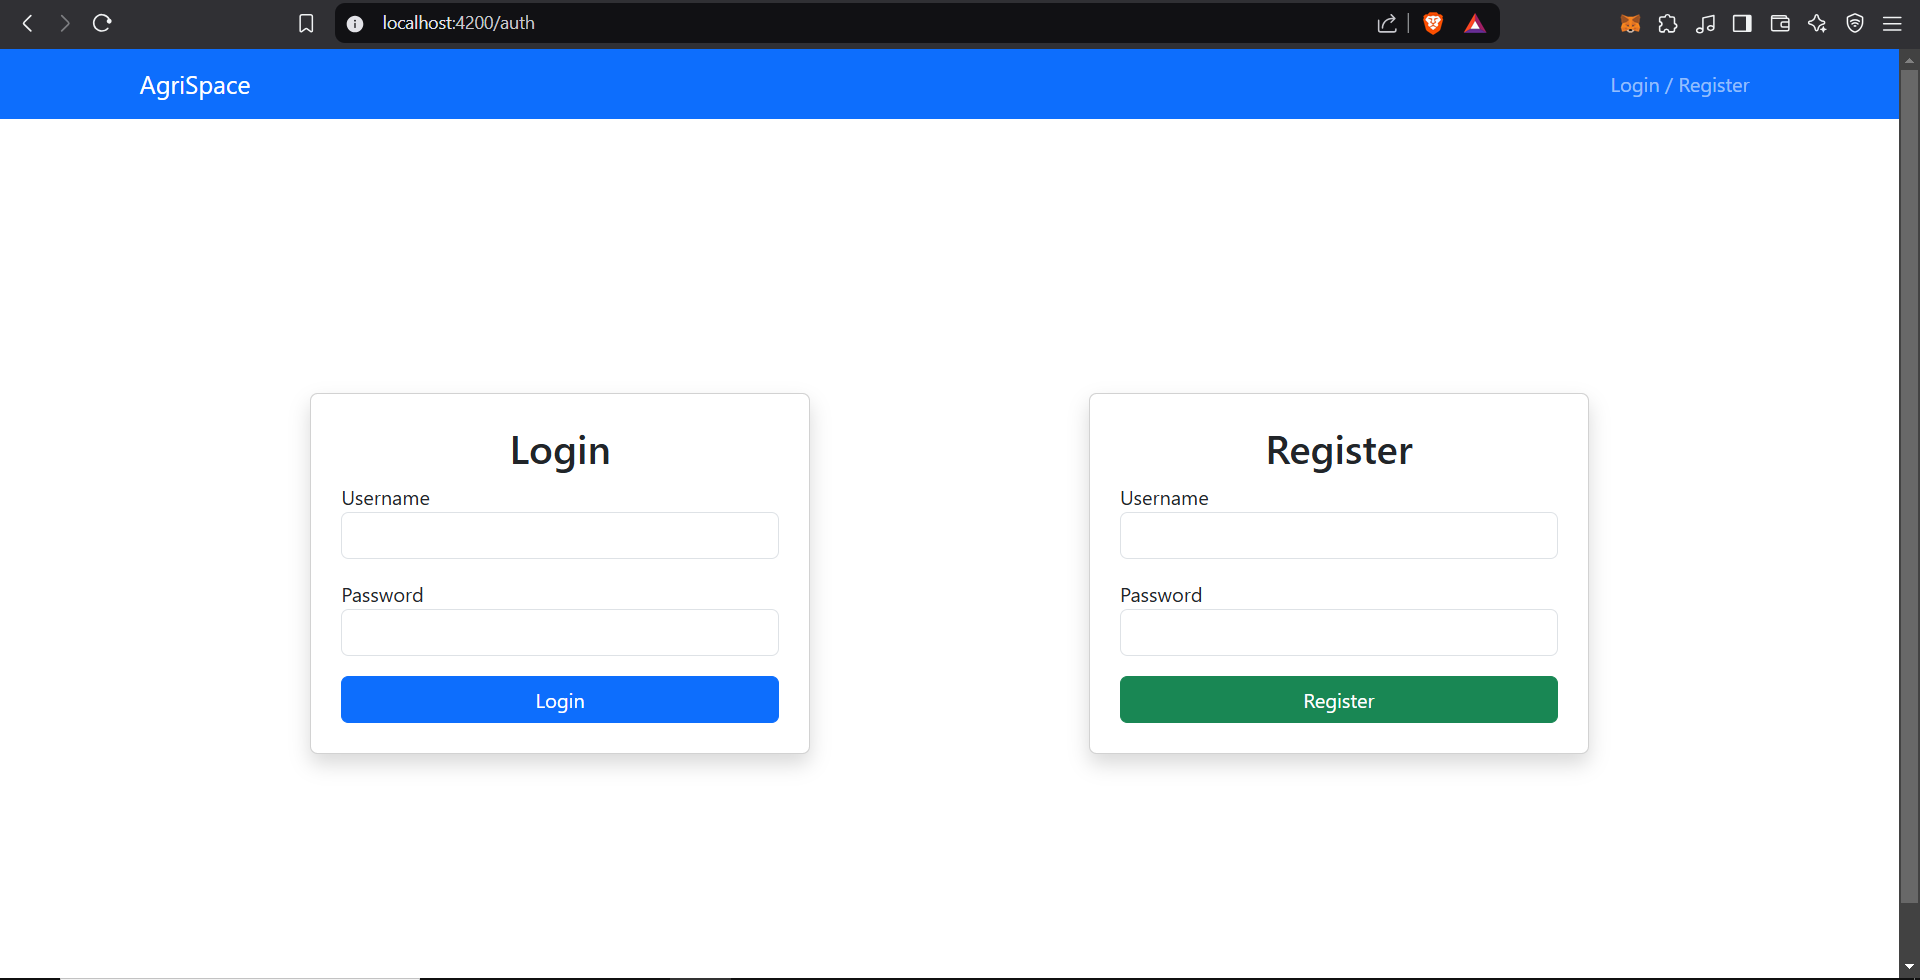 localhost:4200/auth
AgriSpace
Login / Register
Login
Username
Password
Login
Register
Username
Password
Register